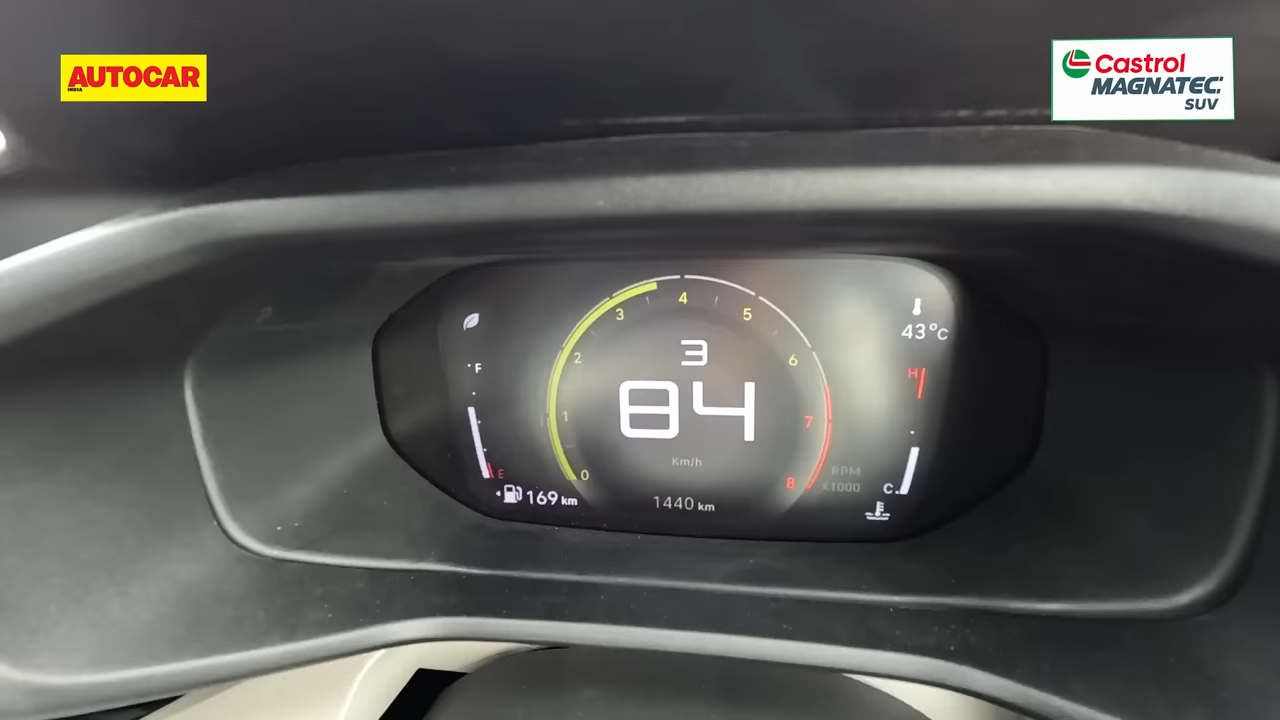 AUTOCAR
INDIA
Castrol
MAGNATEC
SUV
4
3
5
43°C
3
2
6
F
H
84
1
7
Km/h
E
0
8
RPM
X1000
C
169 km
1440 km